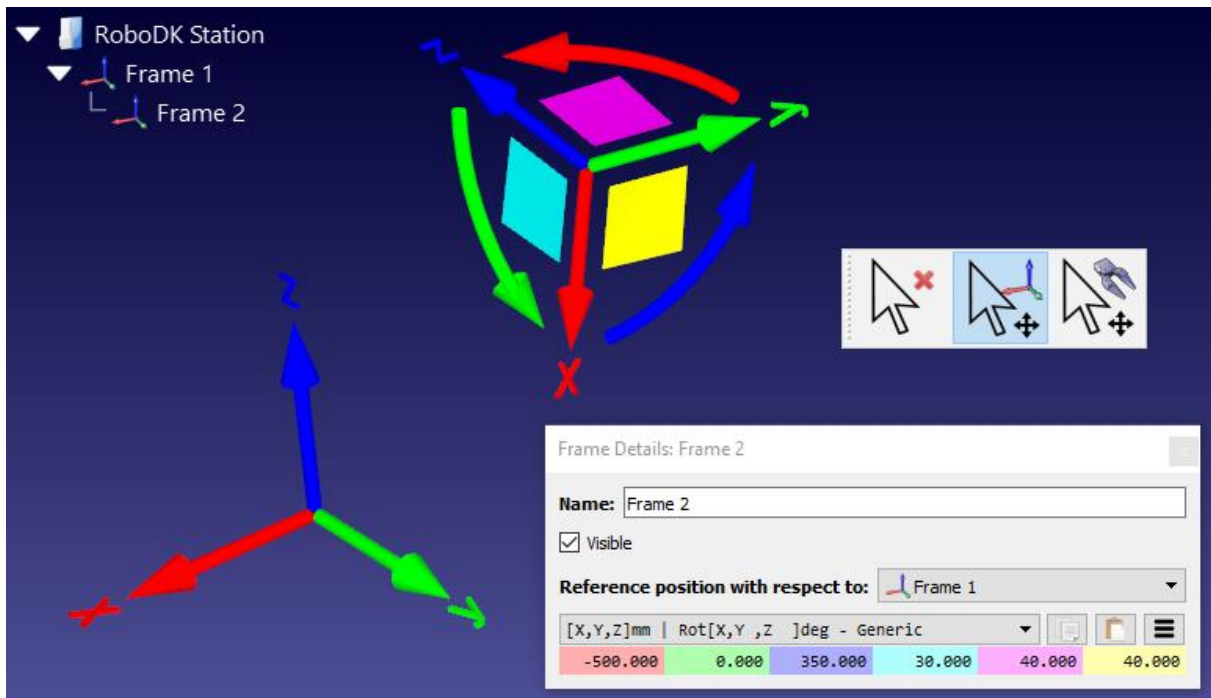 RoboDK Station
Frame 1
Frame 2
Z
Y
X
Z
X
Y
Frame Details: Frame 2
Name: Frame 2
Visible
Reference position with respect to: Frame 1
[X,Y,Z]mm | Rot[X,Y ,Z  ]deg - Generic
-500.000 0.000 350.000 30.000 40.000 40.000